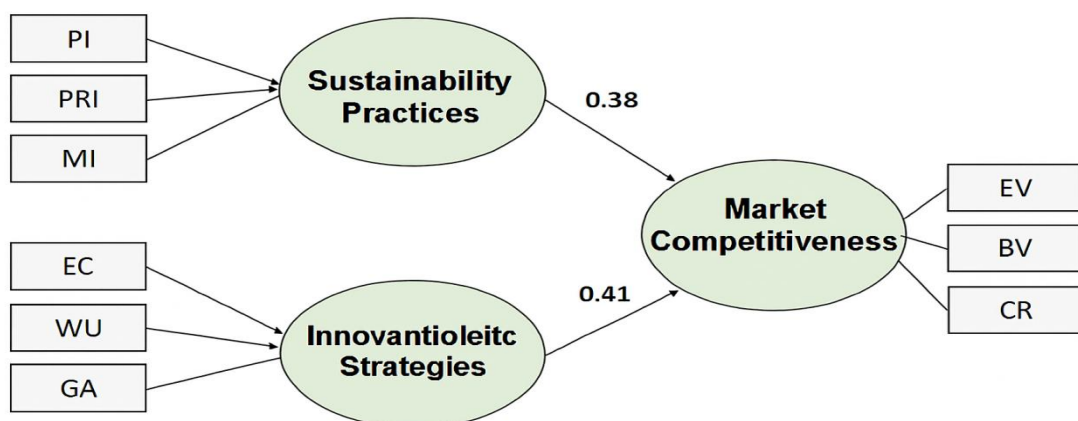 PI
PRI
MI
Sustainability
Practices
0.38
EC
WU
GA
Innovantioleitc
Strategies
0.41
Market
Competitiveness
EV
BV
CR